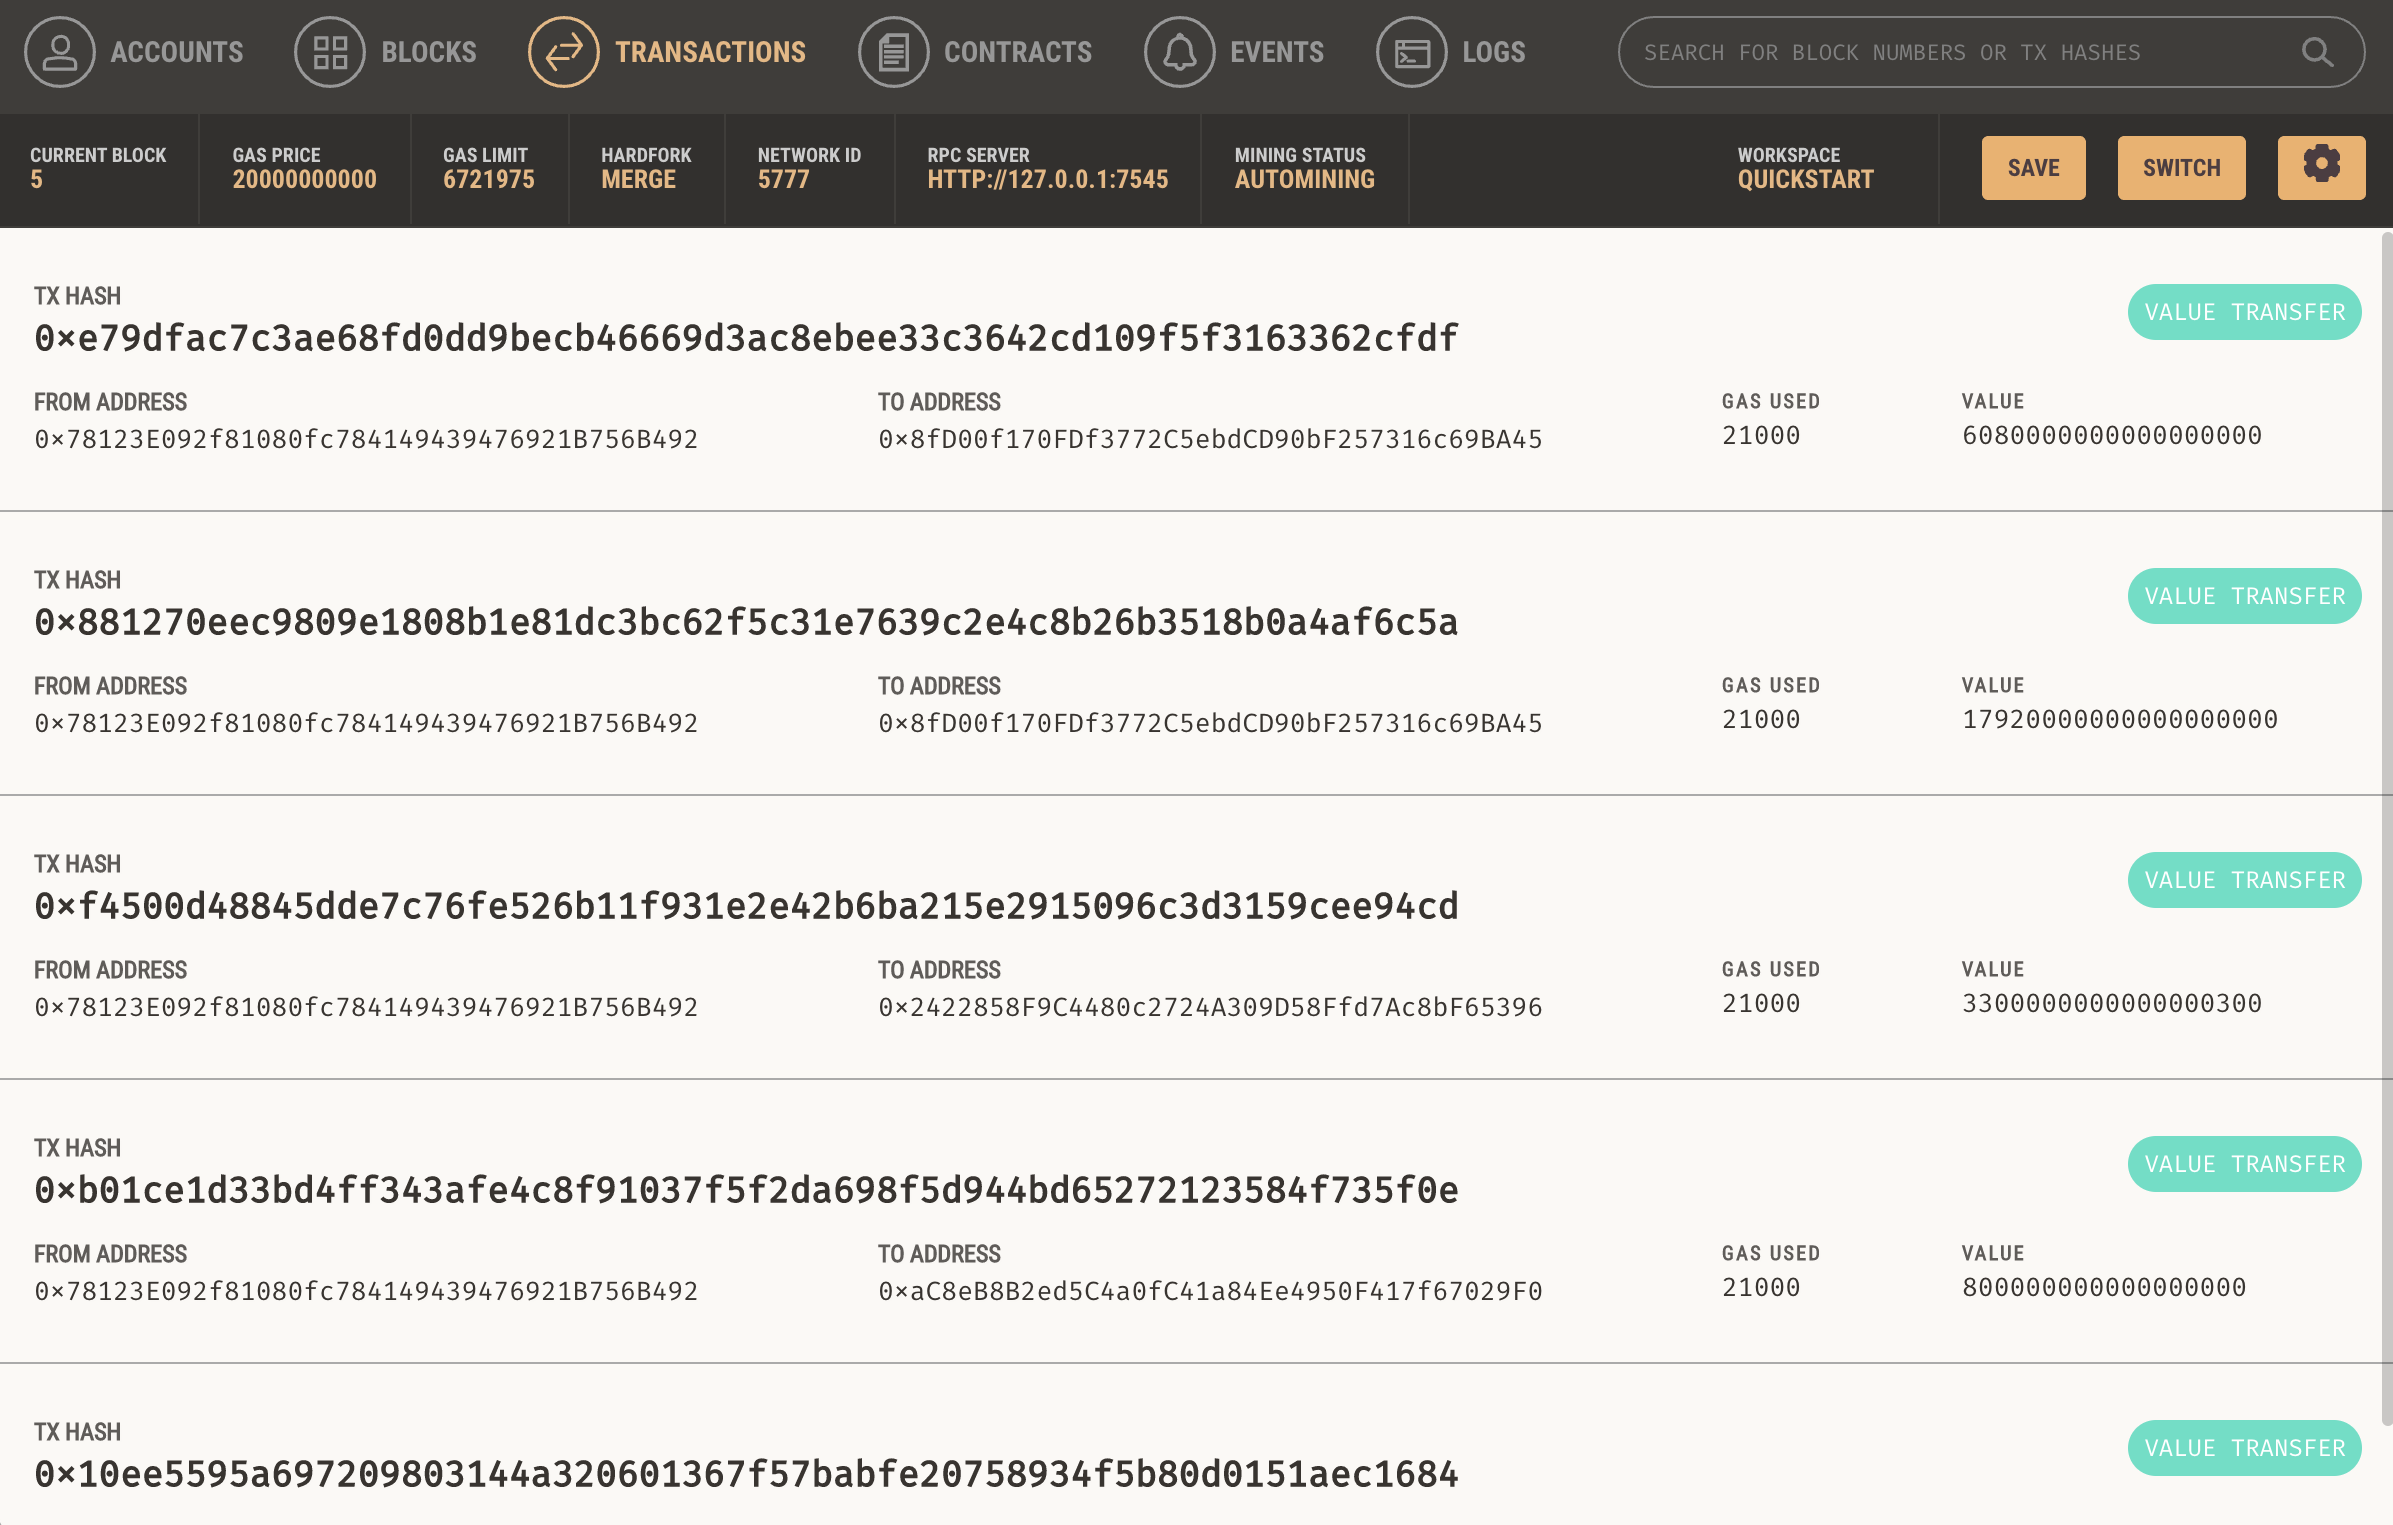 ACCOUNTS BLOCKS TRANSACTIONS CONTRACTS EVENTS LOGS SEARCH FOR BLOCK NUMBERS OR TX HASHES
CURRENT BLOCK GAS PRICE GAS LIMIT HARDFORK NETWORK ID RPC SERVER MINING STATUS WORKSPACE
5 20000000000 6721975 MERGE 5777 HTTP://127.0.0.1:7545 AUTOMINING QUICKSTART SAVE SWITCH
TX HASH
0×e79dfac7c3ae68fd0dd9becb46669d3ac8ebee33c3642cd109f5f3163362cfdf VALUE TRANSFER
FROM ADDRESS TO ADDRESS GAS USED VALUE
0×78123E092f81080fc784149439476921B756B492 0×8fD00f170FDf3772C5ebdCD90bF257316c69BA45 21000 6080000000000000000
TX HASH
0×881270eec9809e1808b1e81dc3bc62f5c31e7639c2e4c8b26b3518b0a4af6c5a VALUE TRANSFER
FROM ADDRESS TO ADDRESS GAS USED VALUE
0×78123E092f81080fc784149439476921B756B492 0×8fD00f170FDf3772C5ebdCD90bF257316c69BA45 21000 17920000000000000000
TX HASH
0×f4500d48845dde7c76fe526b11f931e2e42b6ba215e2915096c3d3159cee94cd VALUE TRANSFER
FROM ADDRESS TO ADDRESS GAS USED VALUE
0×78123E092f81080fc784149439476921B756B492 0×2422858F9C4480c2724A309D58Ffd7Ac8bF65396 21000 3300000000000000300
TX HASH
0×b01ce1d33bd4ff343afe4c8f91037f5f2da698f5d944bd65272123584f735f0e VALUE TRANSFER
FROM ADDRESS TO ADDRESS GAS USED VALUE
0×78123E092f81080fc784149439476921B756B492 0×aC8eB8B2ed5C4a0fC41a84Ee4950F417f67029F0 21000 800000000000000000
TX HASH
0×10ee5595a697209803144a320601367f57babfe20758934f5b80d0151aec1684 VALUE TRANSFER